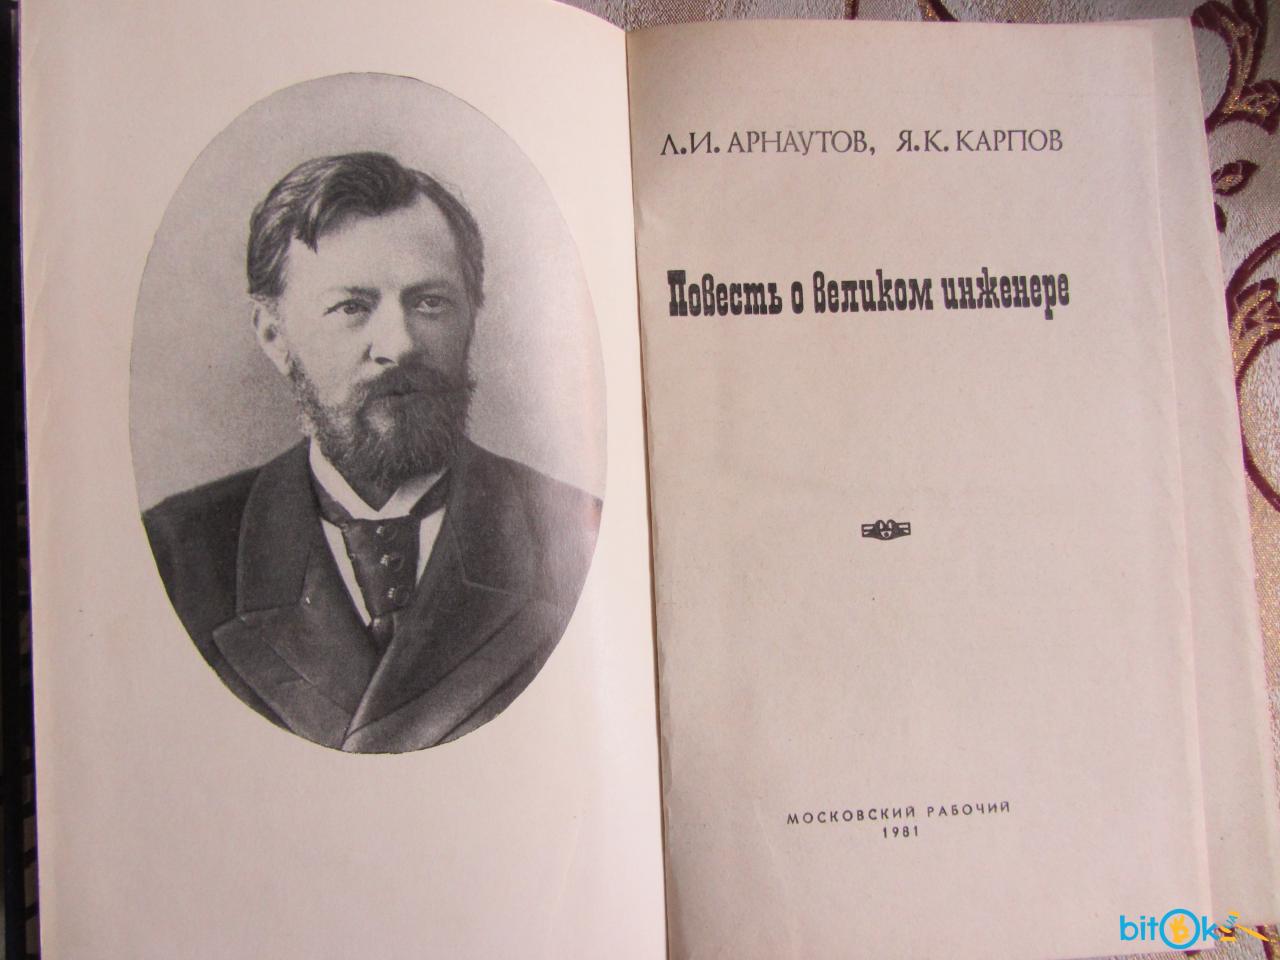 Л.И. АРНАУТОВ, Я.К. КАРПОВ
Повесть о великом инженере
МОСКОВСКИЙ РАБОЧИЙ
1981
bitok